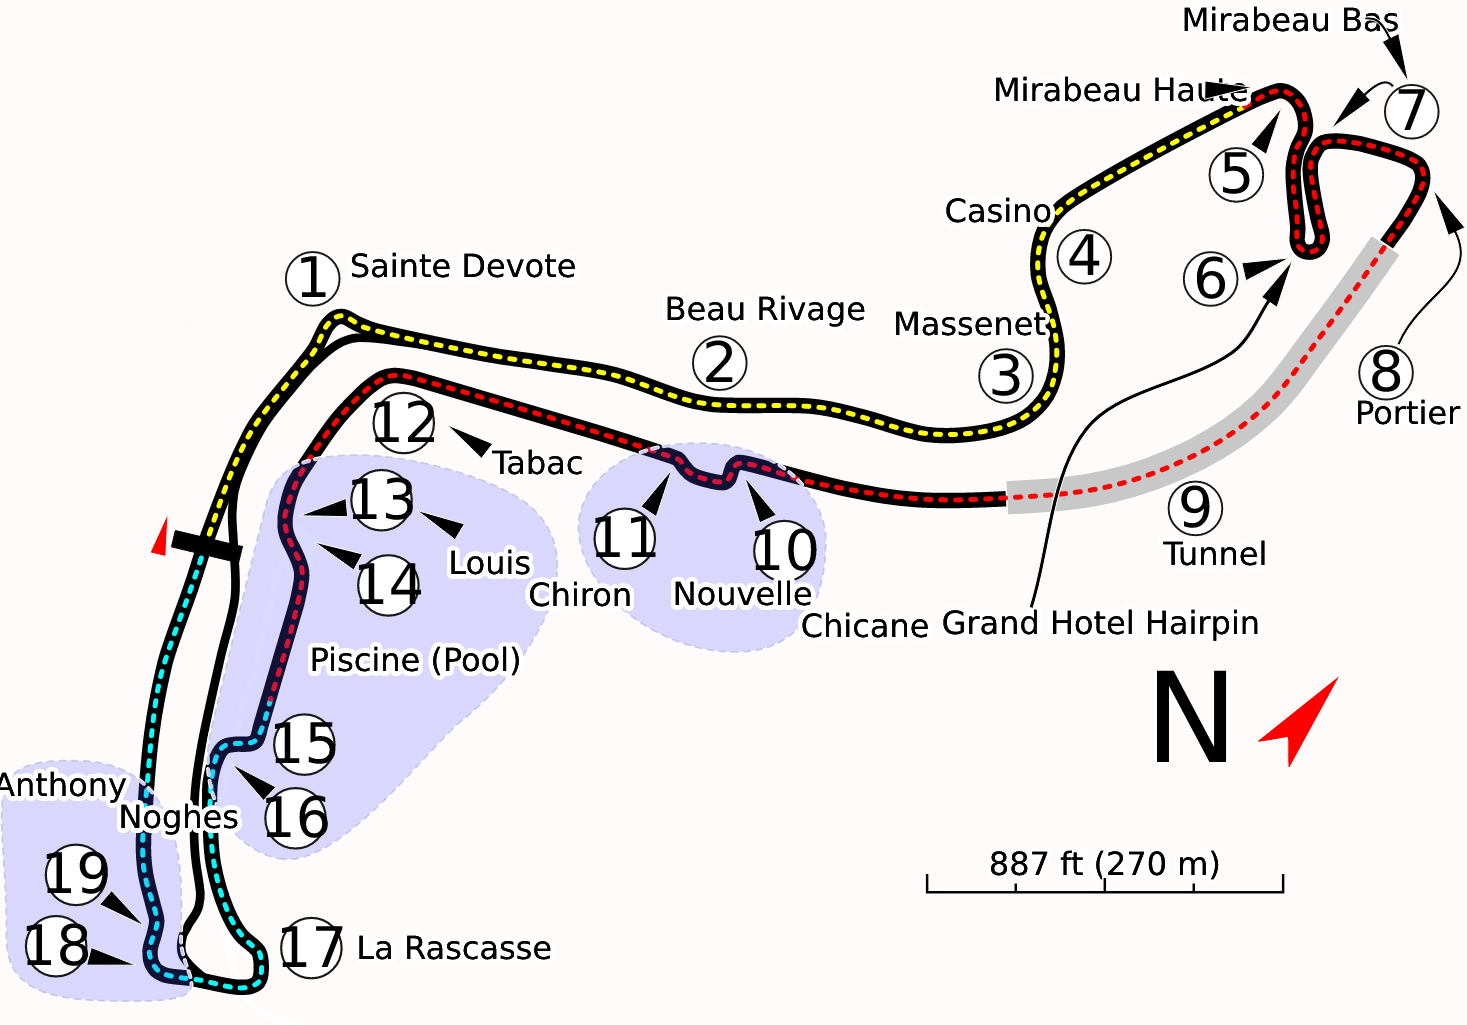 Mirabeau Bas
Mirabeau Haute
7
5
Casino
4
6
1
Sainte Devote
Beau Rivage
Massenet
2
3
8
Portier
12
Tabac
13
11
10
9
Tunnel
14
Louis
Chiron
Nouvelle
Chicane
Grand Hotel Hairpin
Piscine (Pool)
N
15
16
Anthony
Noghes
887 ft (270 m)
19
18
17
La Rascasse